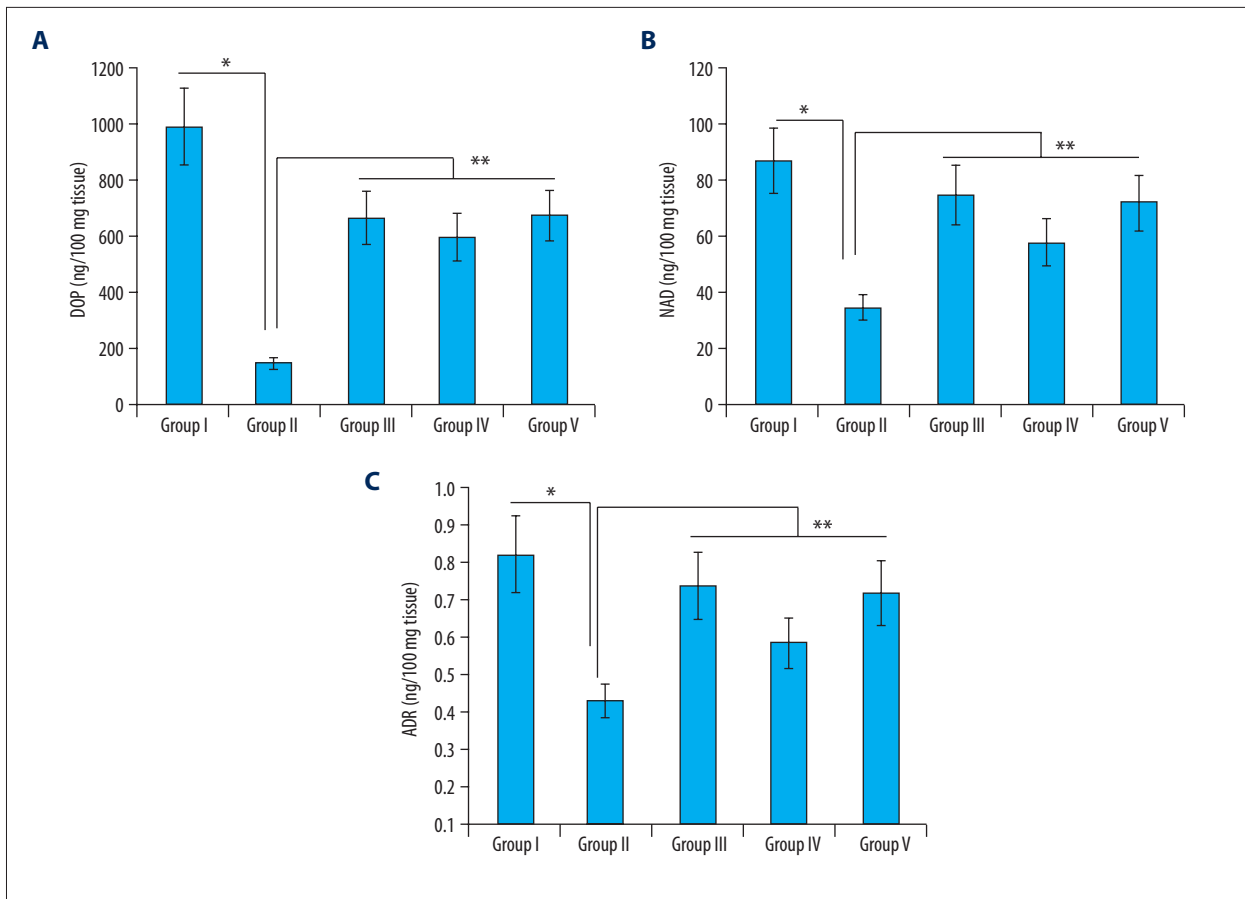 A
DOP (ng/100 mg tissue)
1200
1000
800
600
400
200
0
*
**
Group I
Group II
Group III
Group IV
Group V
B
NAD (ng/100 mg tissue)
120
100
80
60
40
20
0
*
**
Group I
Group II
Group III
Group IV
Group V
C
ADR (ng/100 mg tissue)
1.0
0.9
0.8
0.7
0.6
0.5
0.4
0.3
0.2
0.1
*
**
Group I
Group II
Group III
Group IV
Group V